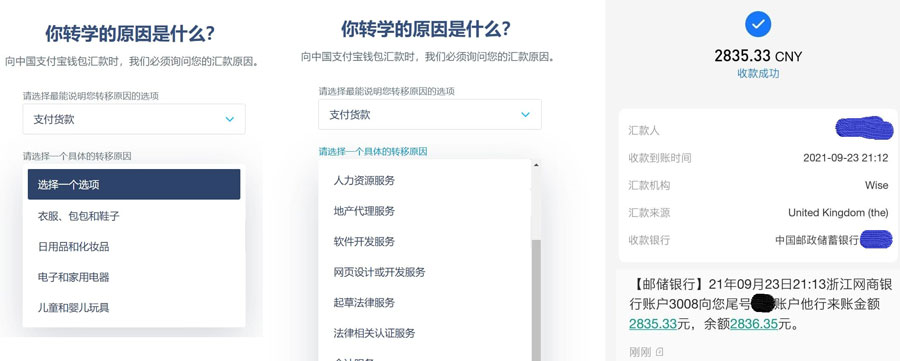 你转学的原因是什么？
向中国支付宝钱包汇款时，我们必须询问您的汇款原因。
请选择最能说明您转移原因的选项
支付货款
请选择一个具体的转移原因
选择一个选项
衣服、包包和鞋子
日用品和化妆品
电子和家用电器
儿童和婴儿玩具
你转学的原因是什么？
向中国支付宝钱包汇款时，我们必须询问您的汇款原因。
请选择最能说明您转移原因的选项
支付货款
请选择一个具体的转移原因
人力资源服务
地产代理服务
软件开发服务
网页设计或开发服务
起草法律服务
法律相关认证服务
2835.33 CNY
收款成功
汇款人
收款到账时间 2021-09-23 21:12
汇款机构 Wise
汇款来源 United Kingdom (the)
收款银行 中国邮政储蓄银行
【邮储银行】21年09月23日21:13浙江网商银
行账户3008向您尾号 账户他行来账金额
2835.33元，余额2836.35元。
刚刚